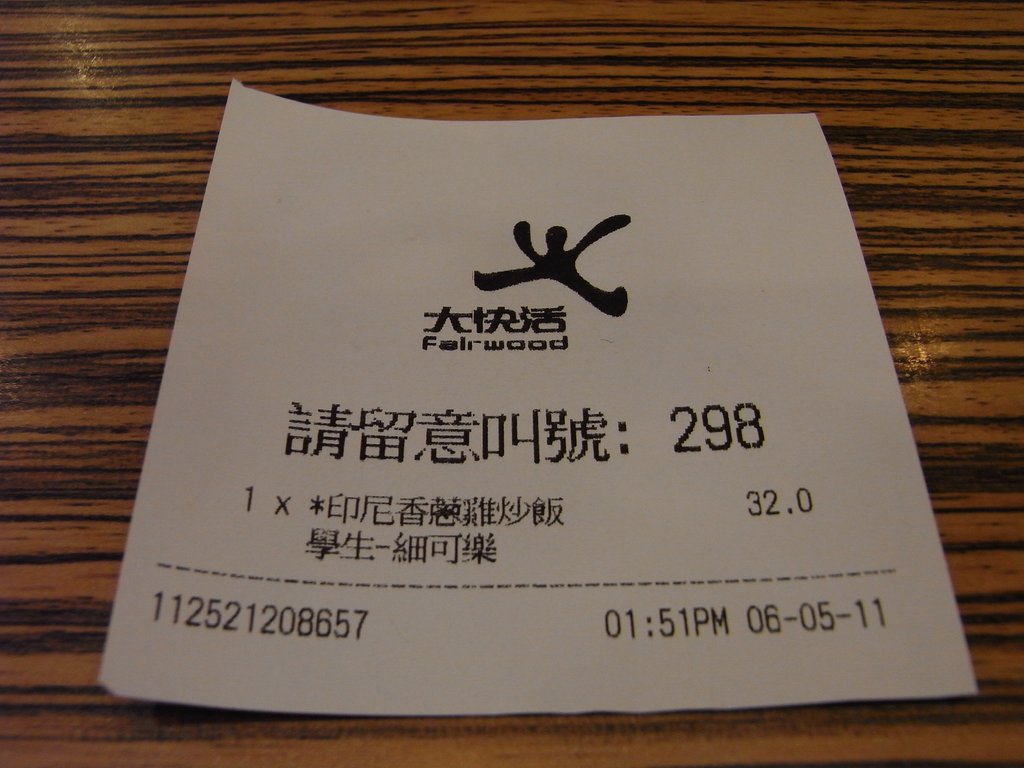 大快活
Fairwood
請留意叫號: 298
1 x *印尼香蔥雞炒飯 32.0
學生-細可樂
112521208657 01:51PM 06-05-11